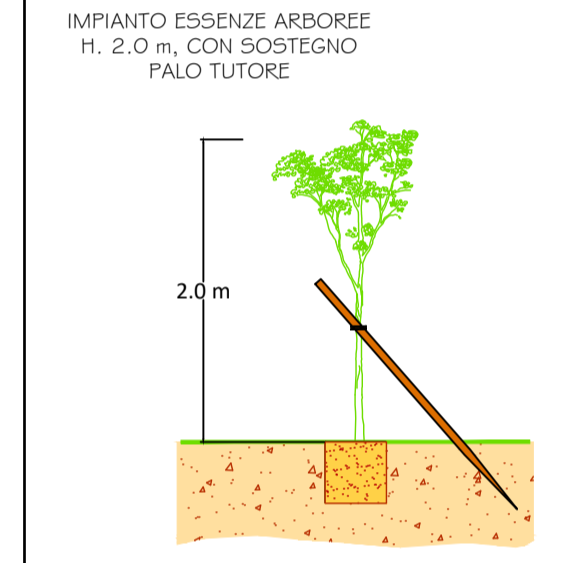 IMPIANTO ESSENZE ARBOREE
H. 2.0 m, CON SOSTEGNO
PALO TUTORE
2.0 m